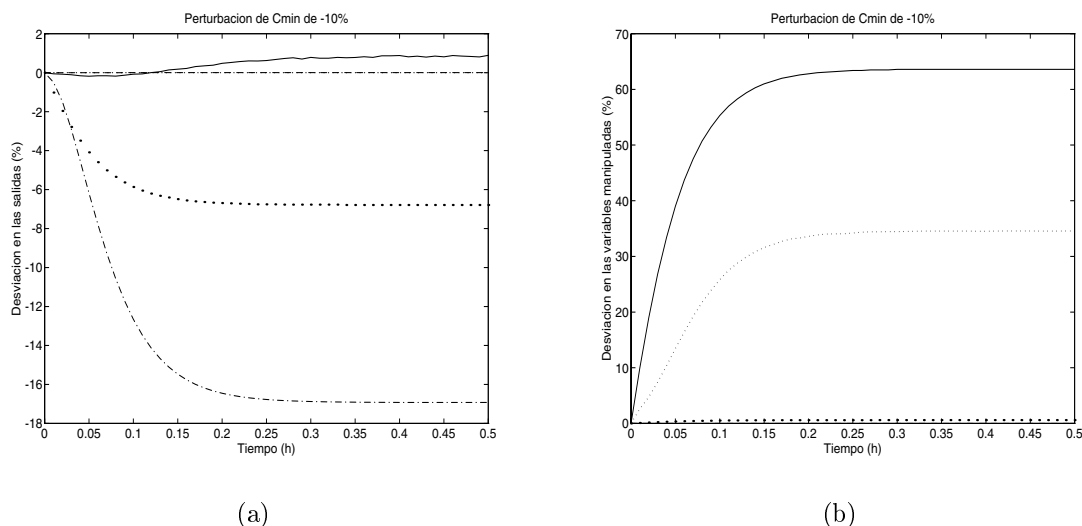 Perturbacion de Cmin de -10%
2
0
-2
-4
-6
-8
-10
-12
-14
-16
-18
Desviacion en las salidas (%)
0 0.05 0.1 0.15 0.2 0.25 0.3 0.35 0.4 0.45 0.5
Tiempo (h)
(a)
Perturbacion de Cmin de -10%
70
60
50
40
30
20
10
0
Desviacion en las variables manipuladas (%)
0 0.05 0.1 0.15 0.2 0.25 0.3 0.35 0.4 0.45 0.5
Tiempo (h)
(b)